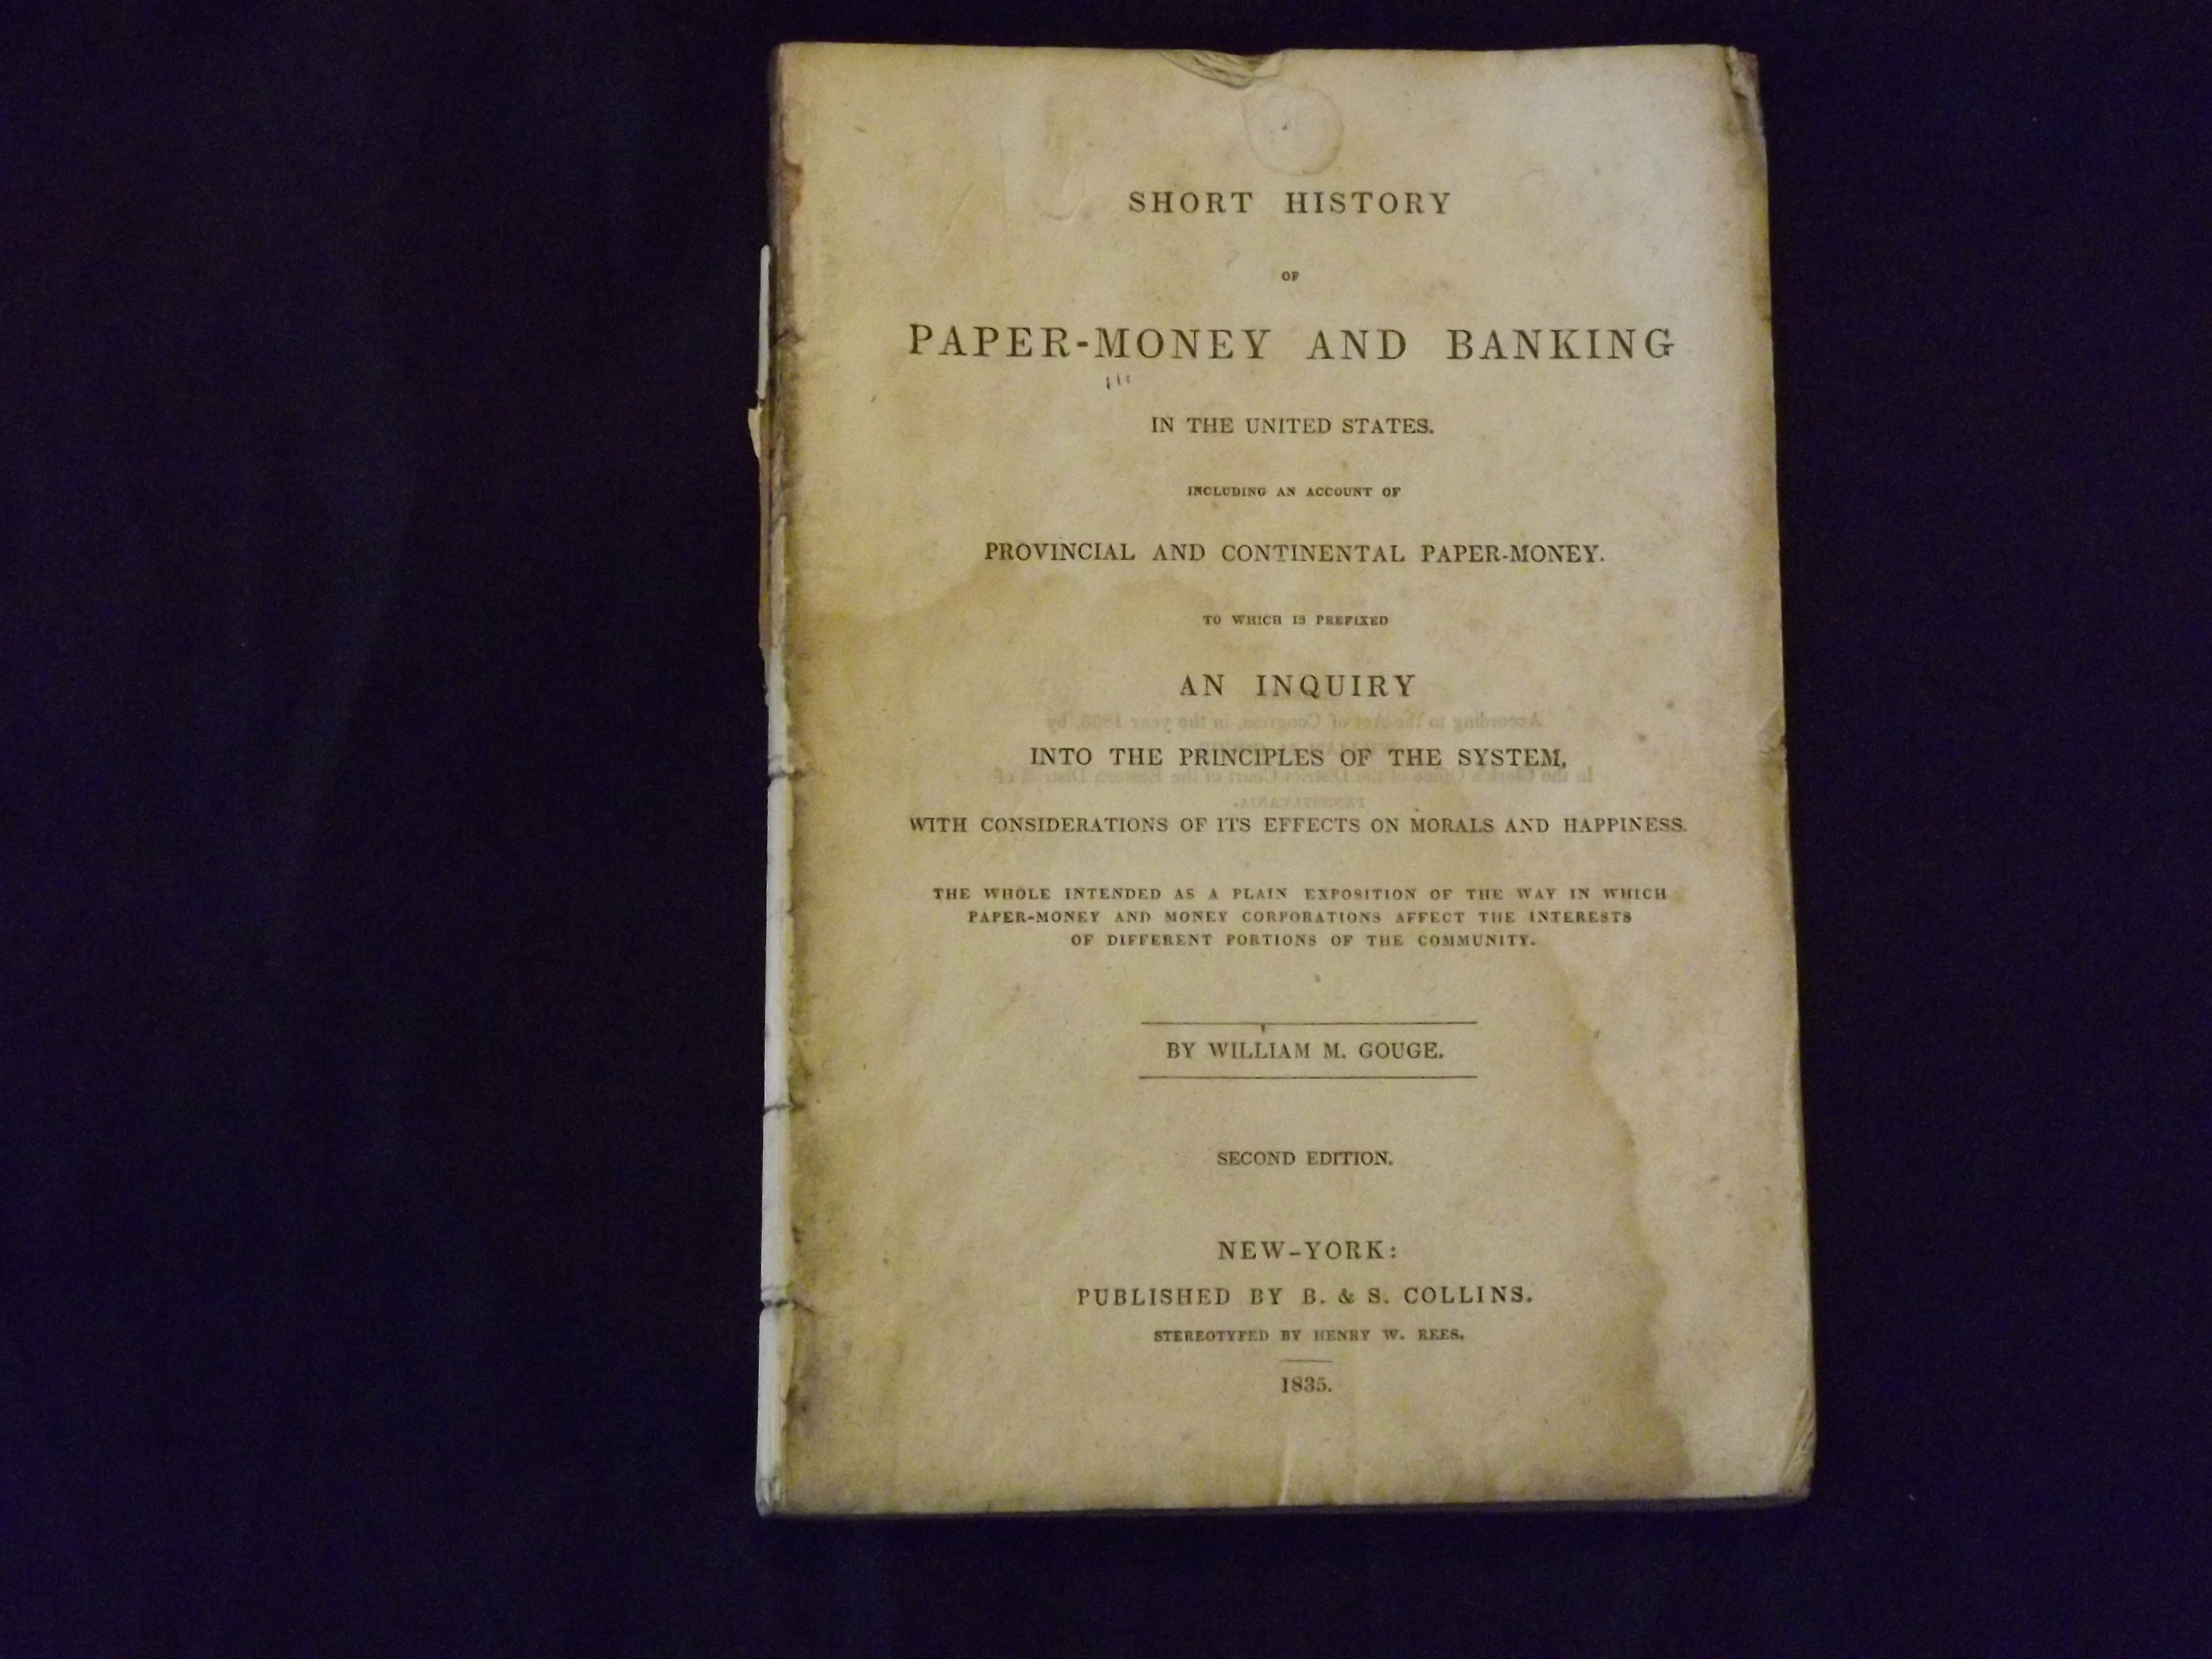 SHORT HISTORY
OF
PAPER-MONEY AND BANKING
IN THE UNITED STATES.
INCLUDING AN ACCOUNT OF
PROVINCIAL AND CONTINENTAL PAPER-MONEY.
TO WHICH IS PREFIXED
AN INQUIRY
INTO THE PRINCIPLES OF THE SYSTEM,
WITH CONSIDERATIONS OF ITS EFFECTS ON MORALS AND HAPPINESS.
THE WHOLE INTENDED AS A PLAIN EXPOSITION OF THE WAY IN WHICH
PAPER-MONEY AND MONEY CORPORATIONS AFFECT THE INTERESTS
OF DIFFERENT PORTIONS OF THE COMMUNITY.
BY WILLIAM M. GOUGE.
SECOND EDITION.
NEW-YORK:
PUBLISHED BY B. & S. COLLINS.
STEREOTYPED BY HENRY W. REES.
1835.